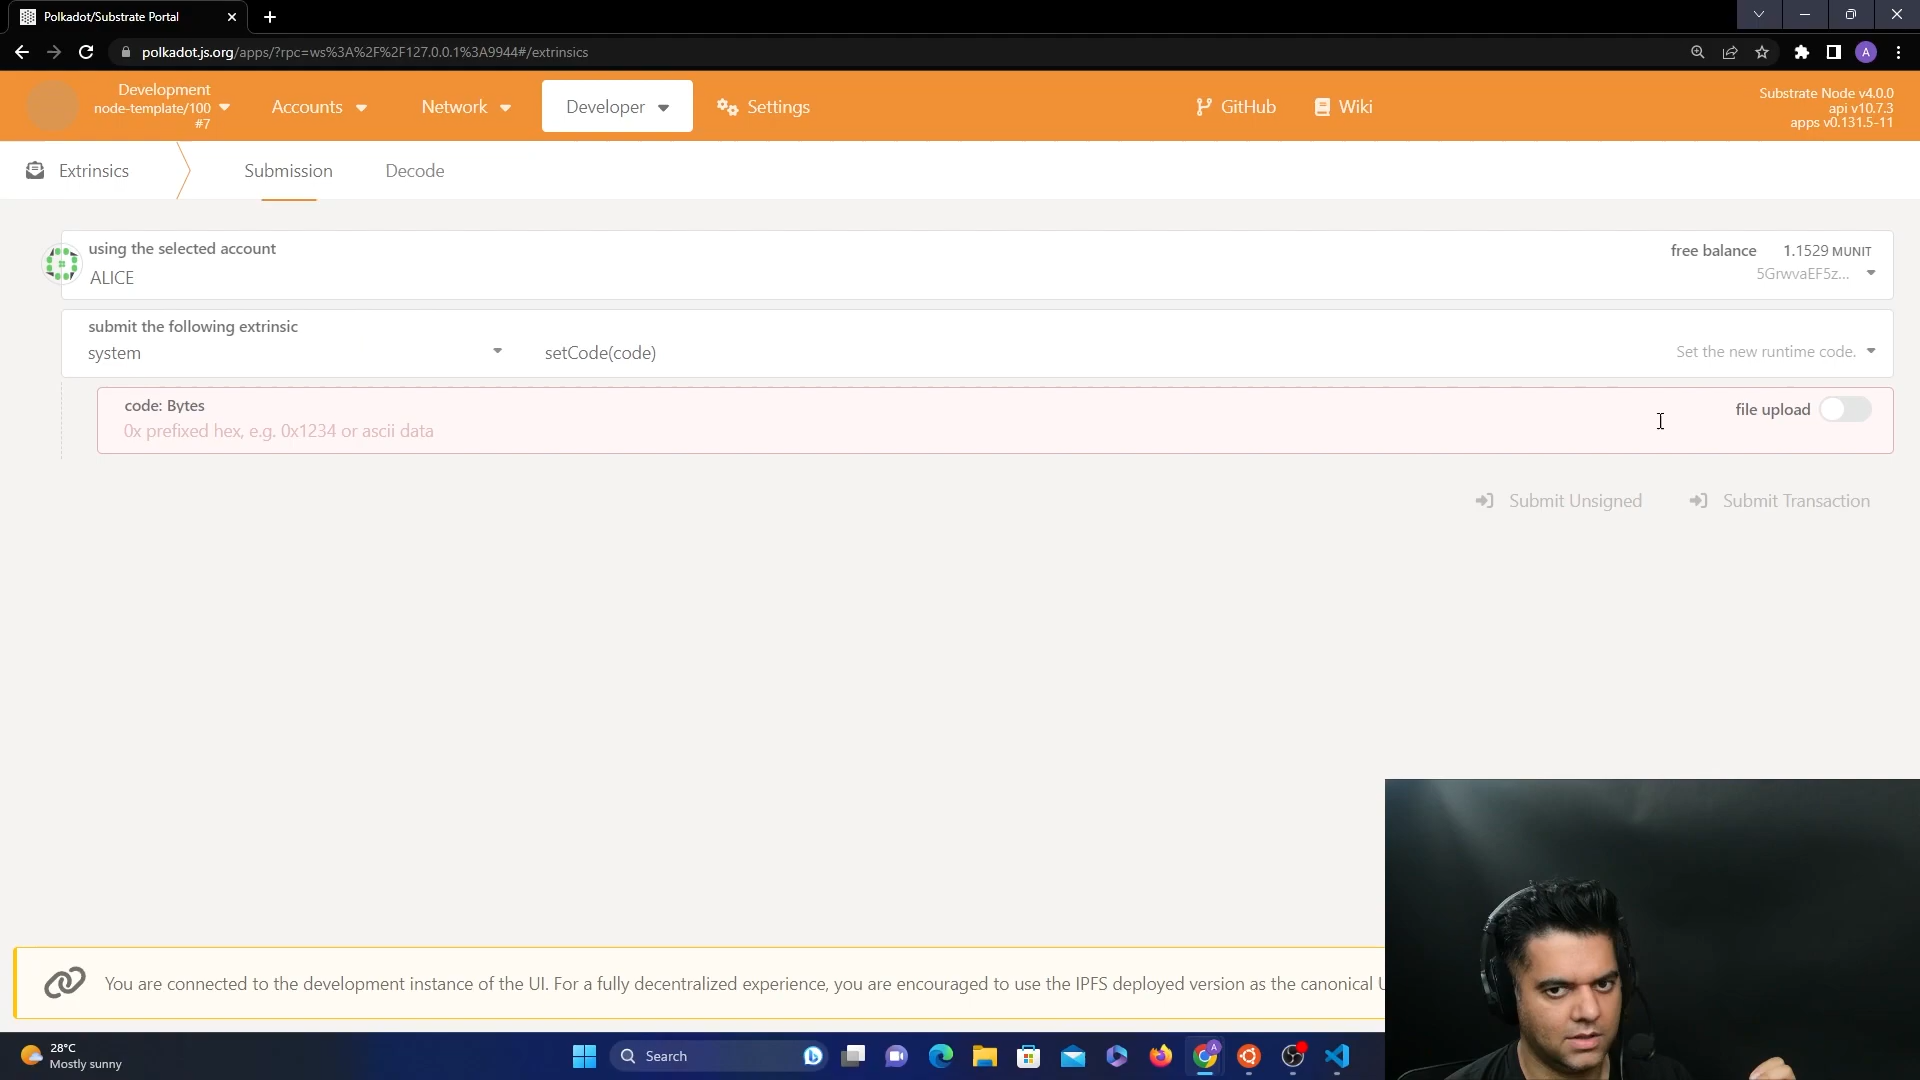 Polkadot/Substrate Portal
polkadot.js.org/apps/?rpc=ws%3A%2F%2F127.0.0.1%3A9944#/extrinsics
A
Development
node-template/100
#7
Accounts
Network
Developer
Settings
GitHub
Wiki
Substrate Node v4.0.0
api v10.7.3
apps v0.131.5-11
Extrinsics
Submission
Decode
using the selected account
ALICE
free balance 1.1529 MUNIT
5GrwvaEF5z...
submit the following extrinsic
system
setCode(code)
Set the new runtime code.
code: Bytes
0x prefixed hex, e.g. 0x1234 or ascii data
file upload
Submit Unsigned
Submit Transaction
You are connected to the development instance of the UI. For a fully decentralized experience, you are encouraged to use the IPFS deployed version as the canonical U
28°C
Mostly sunny
Search
A